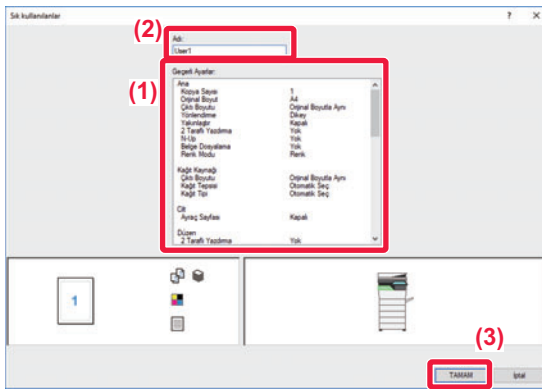 Sık kullanılanlar ? X
(2)
Adı:
User1
(1)
Geçerli Ayarlar:
Ana
Kopya Sayısı 1
Orijinal Boyut A4
Çıktı Boyutu Orijinal Boyutla Aynı
Yönlendirme Dikey
Yakınlaştır Kapalı
2 Taraflı Yazdırma Yok
N-Up Yok
Belge Dosyalama Yok
Renk Modu Renk
Kağıt Kaynağı
Çıktı Boyutu Orijinal Boyutla Aynı
Kağıt Tepsisi Otomatik Seç
Kağıt Tipi Otomatik Seç
Cilt
Ayraç Sayfası Kapalı
Düzen
2 Taraflı Yazdırma Yok
1
(3)
TAMAM İptal